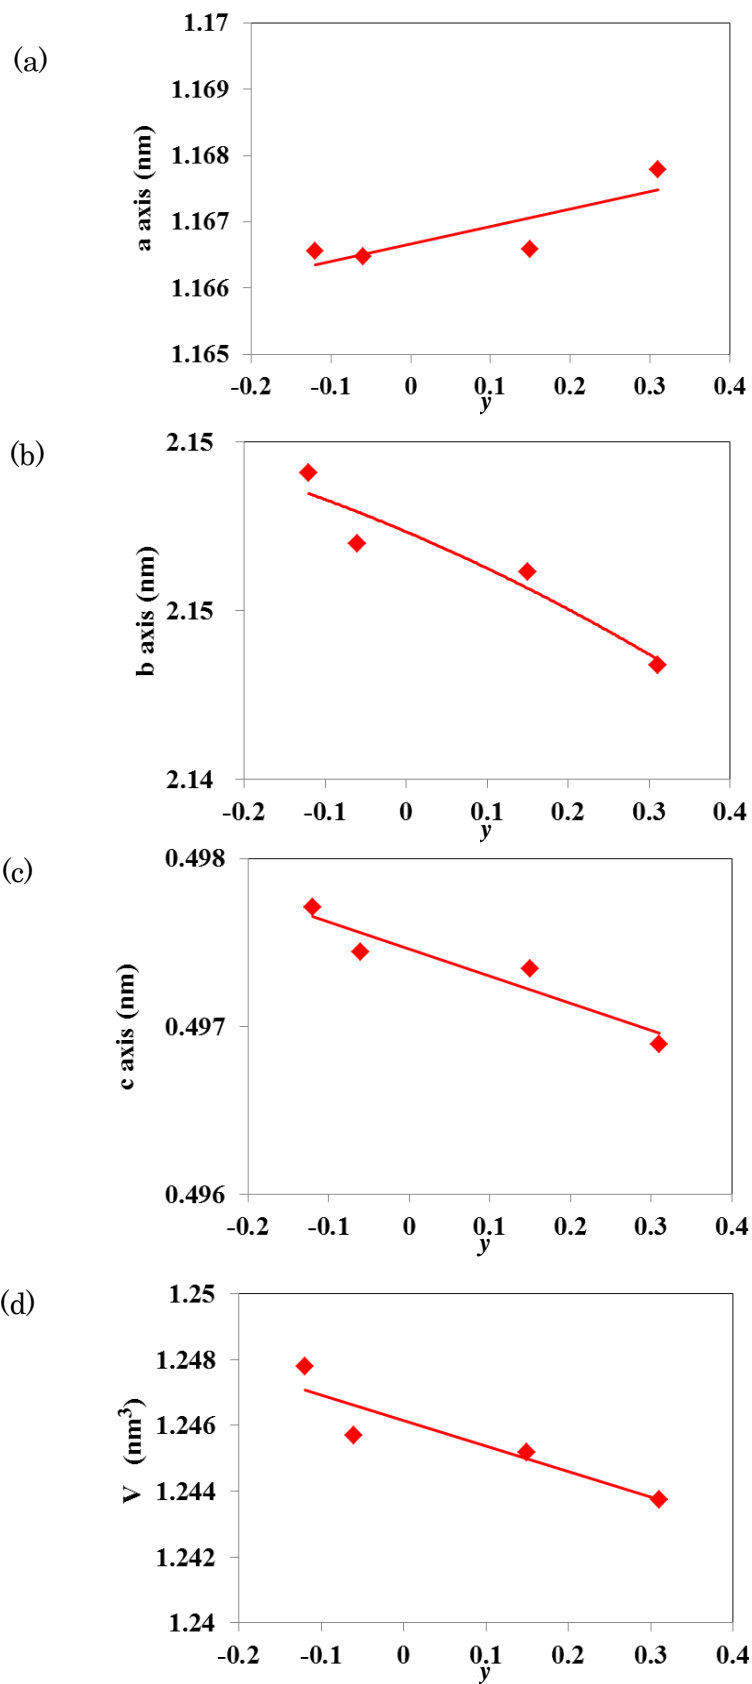 (a)
1.17
1.169
1.168
1.167
1.166
1.165
a axis (nm)
-0.2 -0.1 0 0.1 0.2 0.3 0.4
y
(b)
2.15
2.15
2.14
b axis (nm)
-0.2 -0.1 0 0.1 0.2 0.3 0.4
y
(c)
0.498
0.497
0.496
c axis (nm)
-0.2 -0.1 0 0.1 0.2 0.3 0.4
y
(d)
1.25
1.248
1.246
1.244
1.242
1.24
V (nm³)
-0.2 -0.1 0 0.1 0.2 0.3 0.4
y